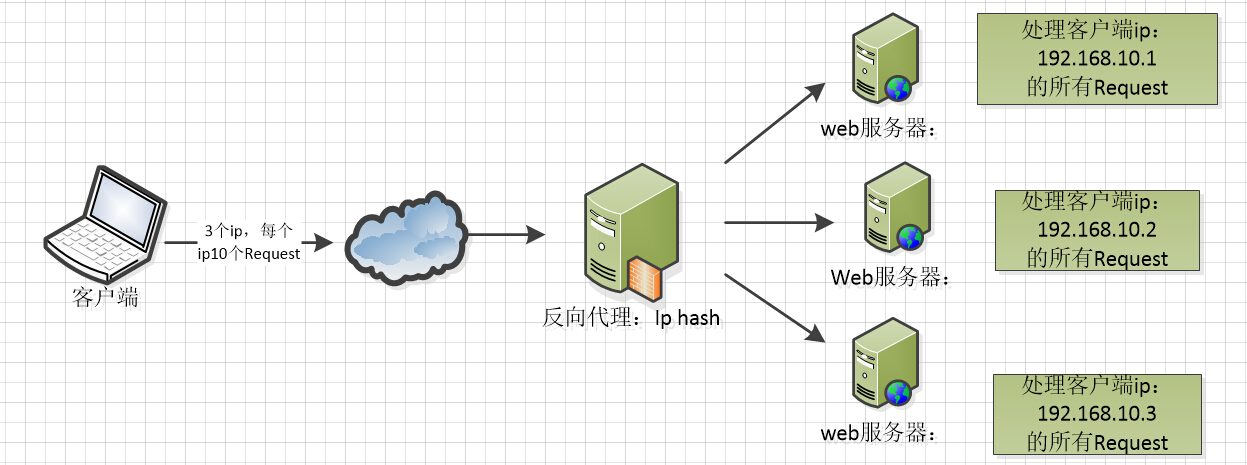 处理客户端ip：
192.168.10.1
的所有Request
web服务器：
3个ip，每个
ip10个Request
客户端
反向代理：Ip hash
处理客户端ip：
192.168.10.2
的所有Request
Web服务器：
处理客户端ip：
192.168.10.3
的所有Request
web服务器：